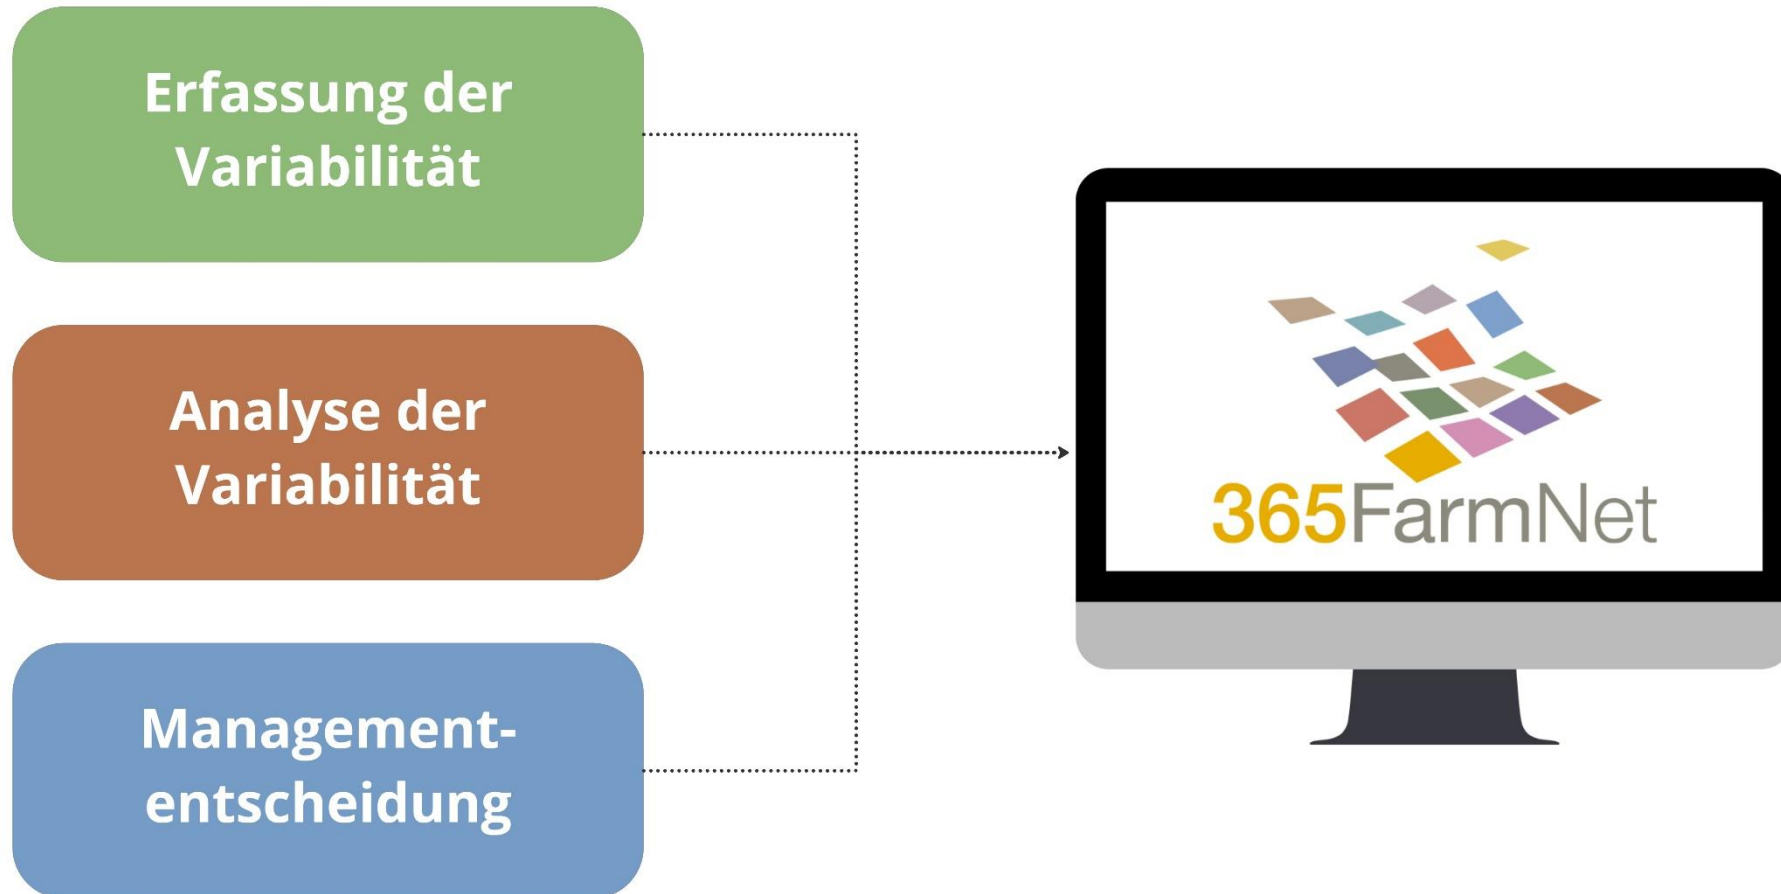 Erfassung der
Variabilität
Analyse der
Variabilität
Management-
entscheidung
365FarmNet